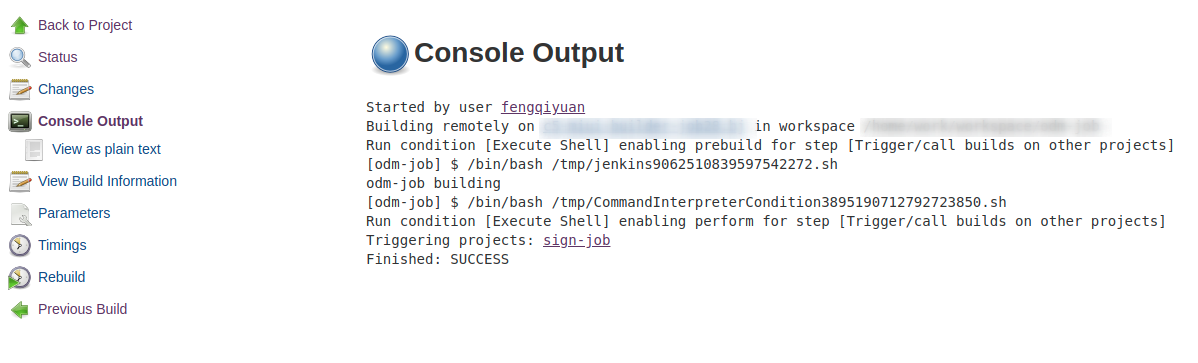 Back to Project
Status
Changes
Console Output
View as plain text
View Build Information
Parameters
Timings
Rebuild
Previous Build
Console Output
Started by user fengqiyuan
Building remotely on in workspace
Run condition [Execute Shell] enabling prebuild for step [Trigger/call builds on other projects]
[odm-job] $ /bin/bash /tmp/jenkins9062510839597542272.sh
odm-job building
[odm-job] $ /bin/bash /tmp/CommandInterpreterCondition3895190712792723850.sh
Run condition [Execute Shell] enabling perform for step [Trigger/call builds on other projects]
Triggering projects: sign-job
Finished: SUCCESS